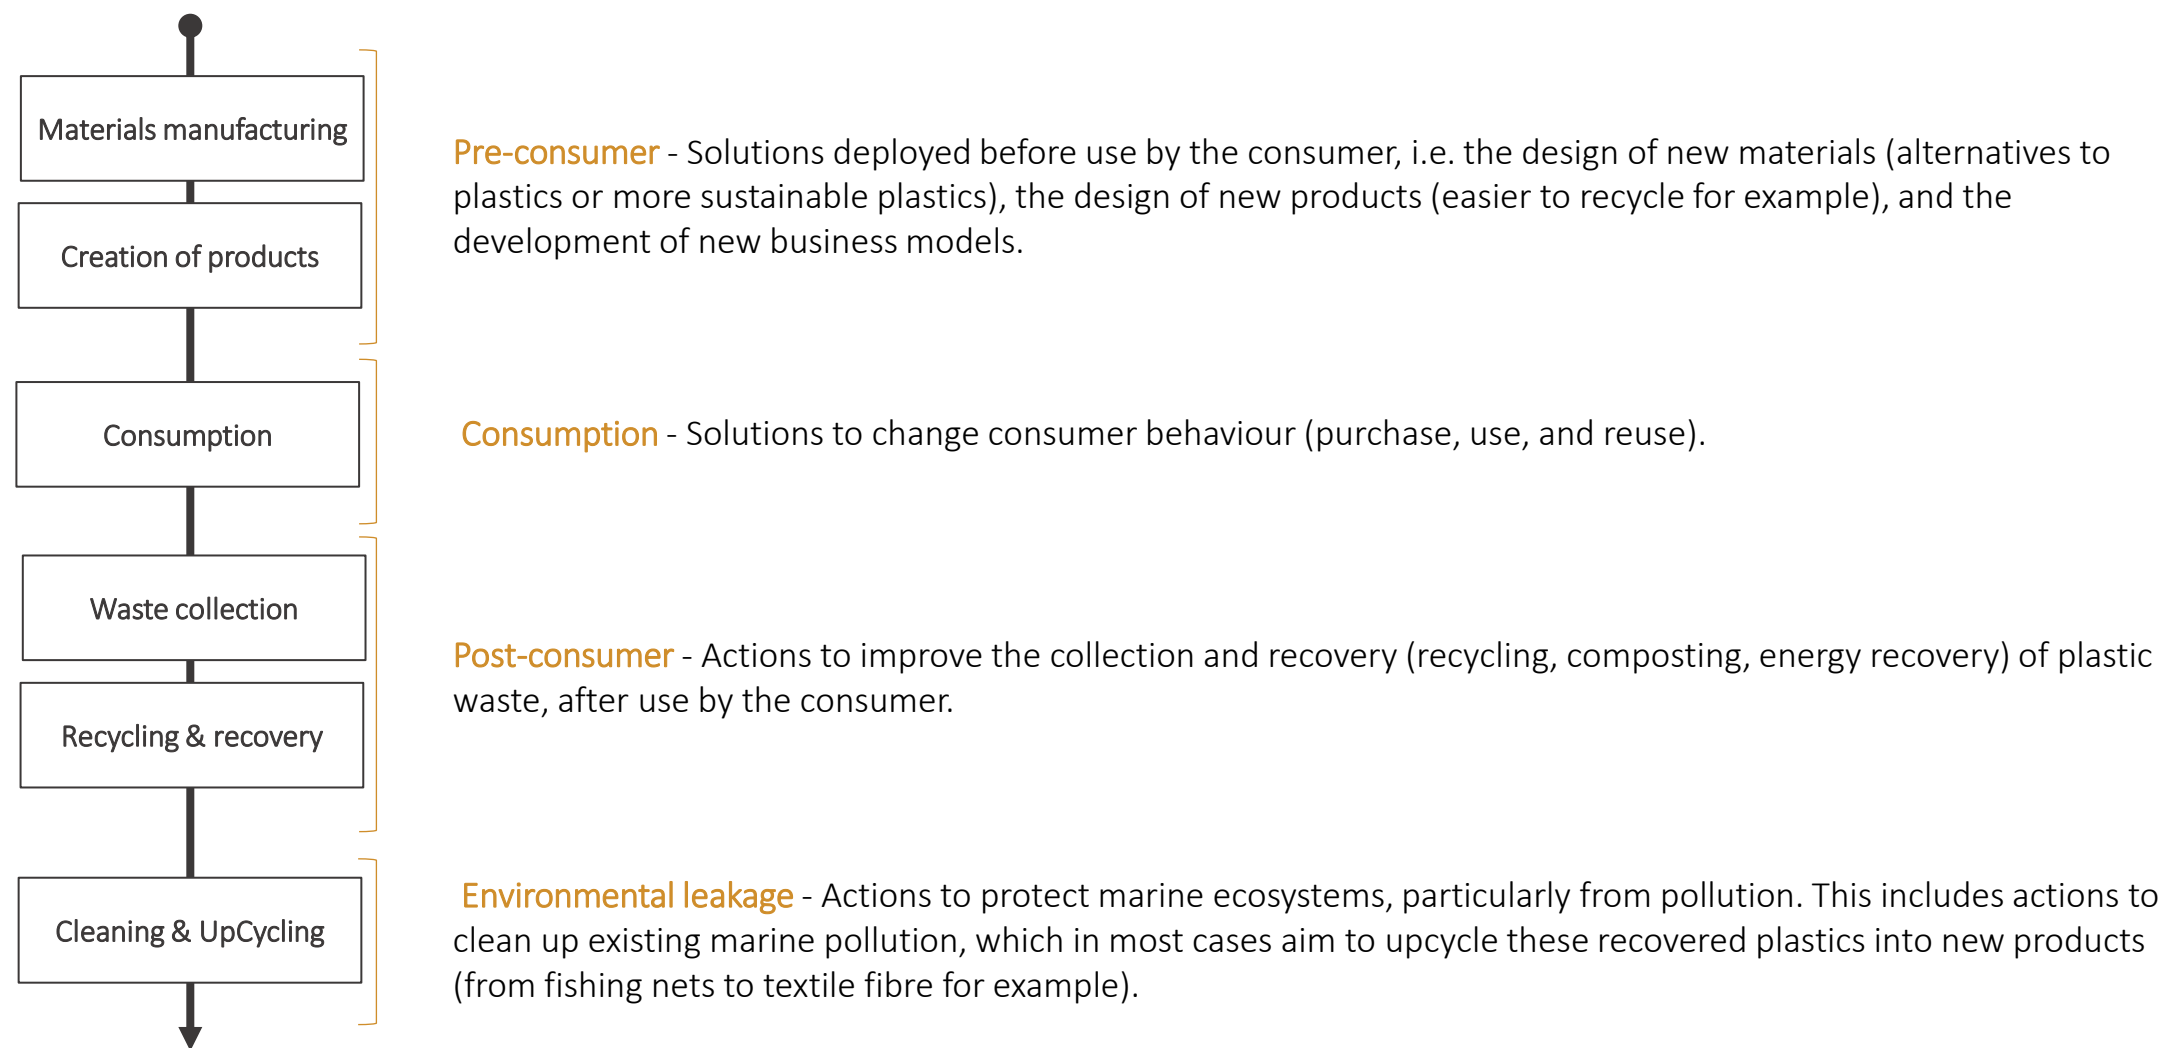 Materials manufacturing
Creation of products
Pre-consumer - Solutions deployed before use by the consumer, i.e. the design of new materials (alternatives to
plastics or more sustainable plastics), the design of new products (easier to recycle for example), and the
development of new business models.
Consumption
Consumption - Solutions to change consumer behaviour (purchase, use, and reuse).
Waste collection
Recycling & recovery
Post-consumer - Actions to improve the collection and recovery (recycling, composting, energy recovery) of plastic
waste, after use by the consumer.
Cleaning & UpCycling
Environmental leakage - Actions to protect marine ecosystems, particularly from pollution. This includes actions to
clean up existing marine pollution, which in most cases aim to upcycle these recovered plastics into new products
(from fishing nets to textile fibre for example).